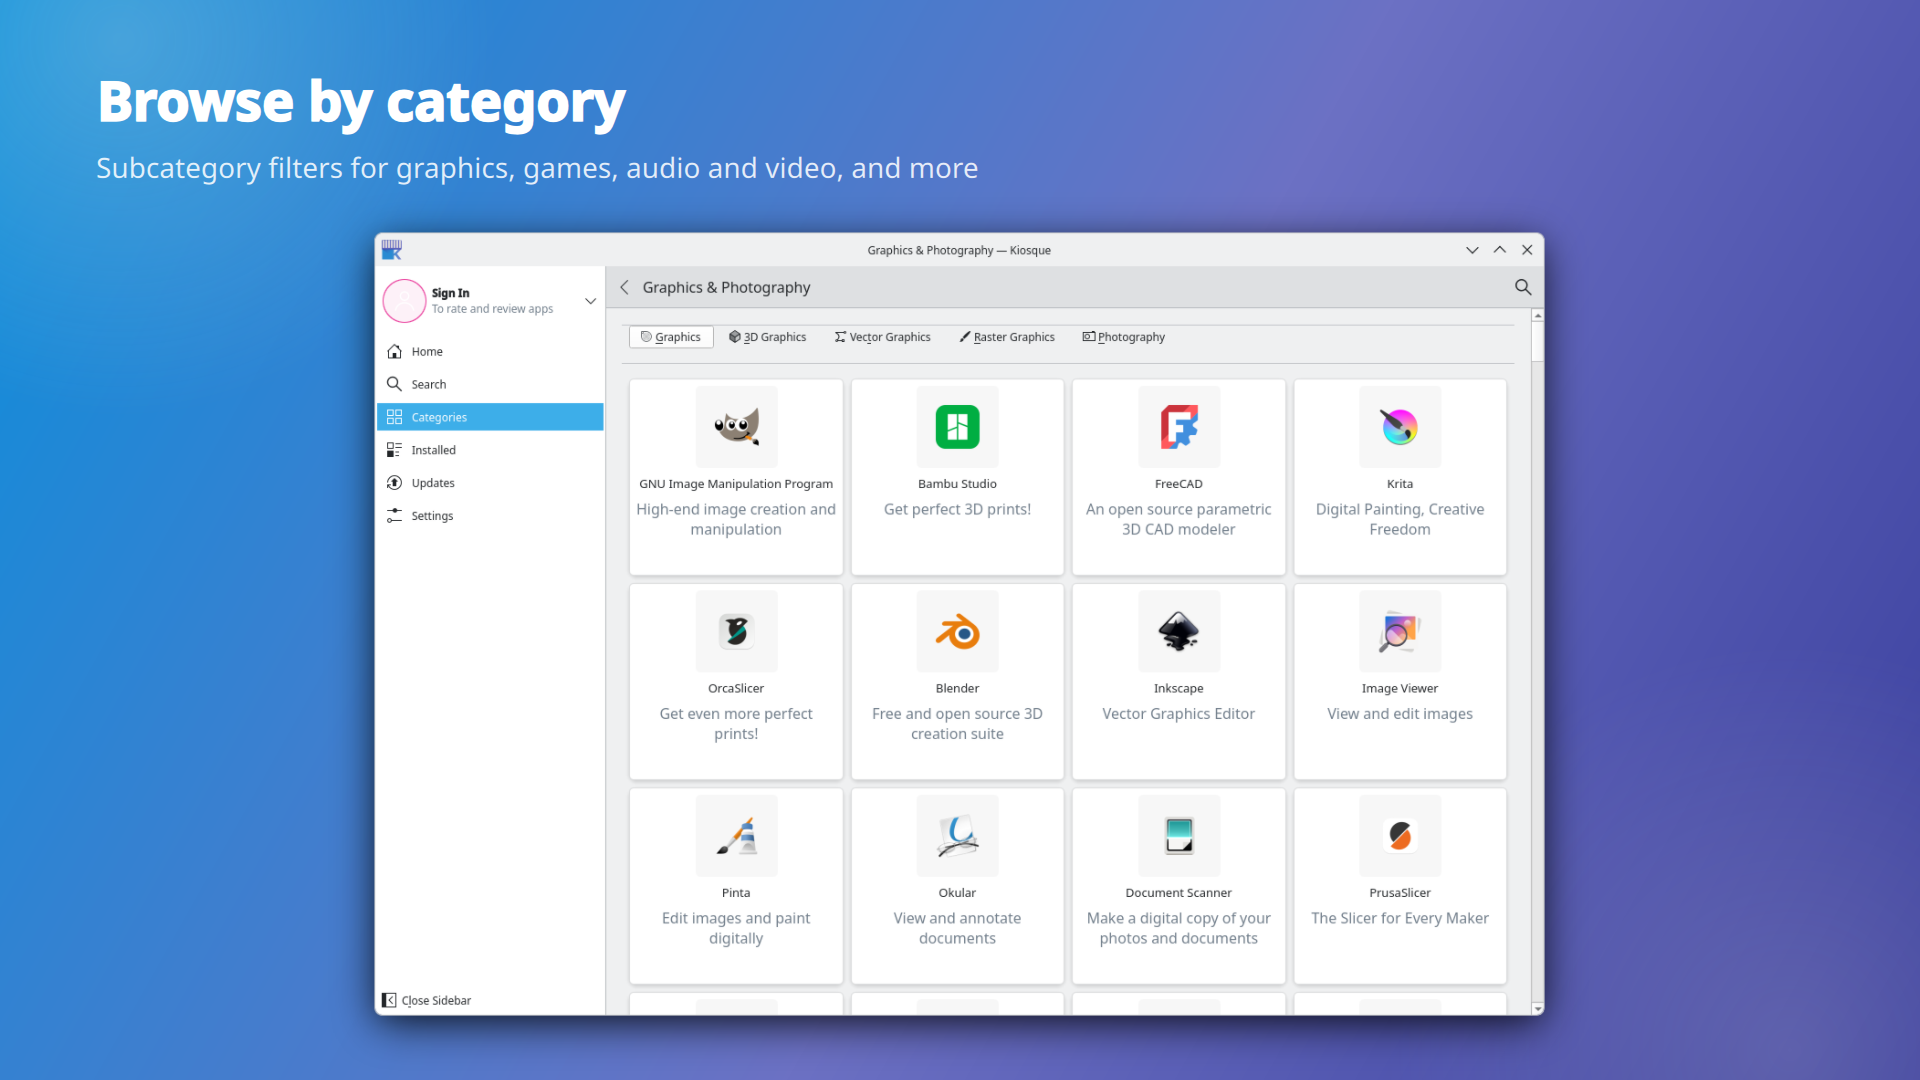 Browse by category
Subcategory filters for graphics, games, audio and video, and more
Graphics & Photography — Kiosque
Sign In
To rate and review apps
Home
Search
Categories
Installed
Updates
Settings
Close Sidebar
Graphics & Photography
Graphics
3D Graphics
Vector Graphics
Raster Graphics
Photography
GNU Image Manipulation Program
High-end image creation and
manipulation
Bambu Studio
Get perfect 3D prints!
FreeCAD
An open source parametric
3D CAD modeler
Krita
Digital Painting, Creative
Freedom
OrcaSlicer
Get even more perfect
prints!
Blender
Free and open source 3D
creation suite
Inkscape
Vector Graphics Editor
Image Viewer
View and edit images
Pinta
Edit images and paint
digitally
Okular
View and annotate
documents
Document Scanner
Make a digital copy of your
photos and documents
PrusaSlicer
The Slicer for Every Maker